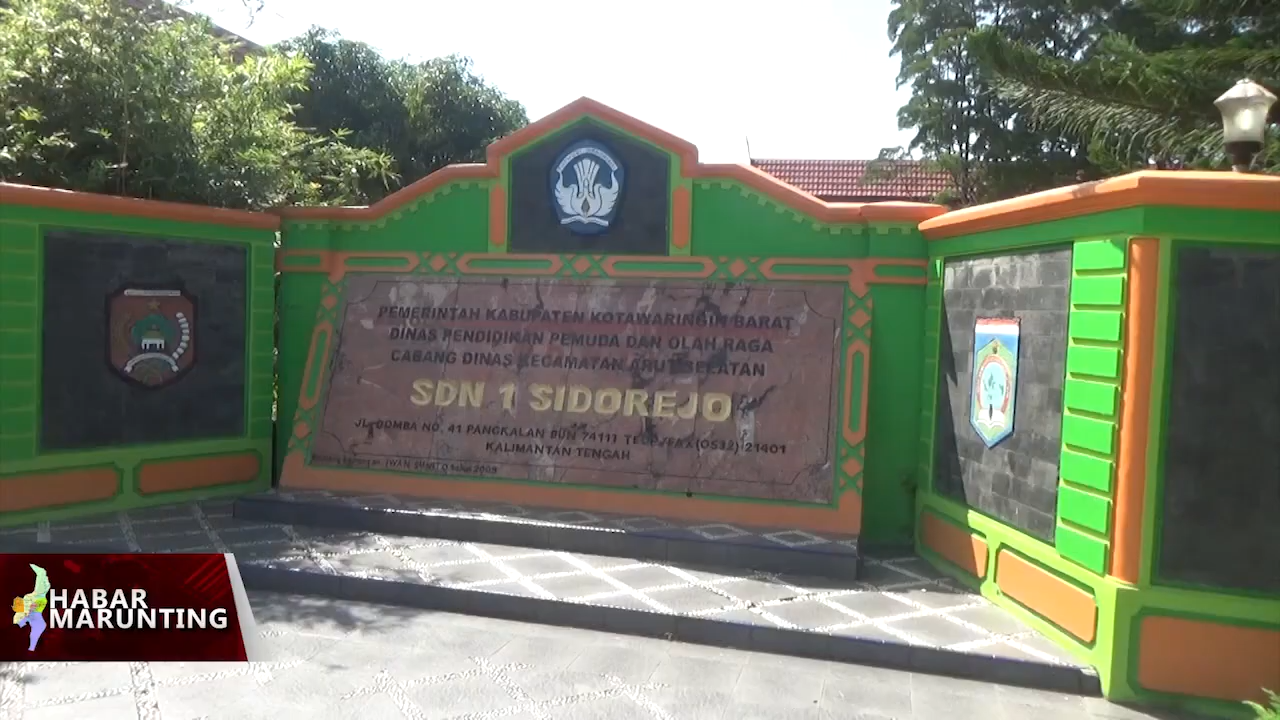 PEMERINTAH KABUPATEN KOTAWARINGIN BARAT
DINAS PENDIDIKAN PEMUDA DAN OLAH RAGA
CABANG DINAS KECAMATAN ARUT SELATAN
SDN 1 SIDOREJO
JL. DOMBA NO. 41 PANGKALAN BUN 74111 TELP./FAX (0532) 21401
KALIMANTAN TENGAH
HABAR
MARUNTING